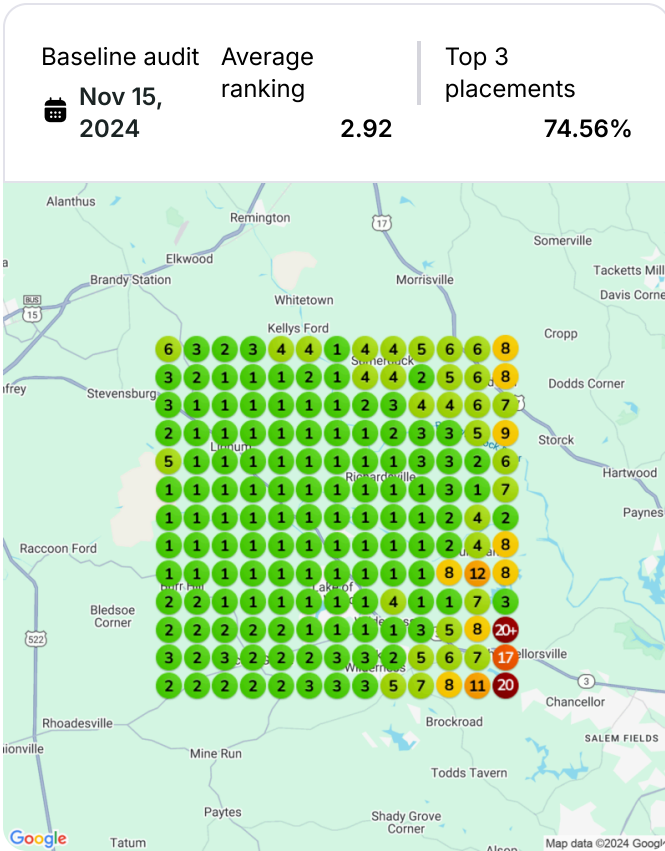 Baseline audit
Nov 15,
2024
Average
ranking
2.92
Top 3
placements
74.56%
Alanthus
Remington
17
Somerville
Elkwood
Tacketts Mill
Brandy Station
Morrisville
Davis Corne
BUS
15
Whitetown
Kellys Ford
Cropp
6 3 2 3 4 4 1 4 4 5 6 6 8
3 2 1 1 1 2 1 4 4 2 5 6 8
Dodds Corner
nfrey
Stevensburg
3 1 1 1 1 1 1 2 3 4 4 6 7
2 1 1 1 1 1 1 1 2 3 3 5 9
Storck
Lignum
5 1 1 1 1 1 1 1 1 3 3 2 6
Hartwood
Richardsville
1 1 1 1 1 1 1 1 1 1 3 1 7
Paynes
1 1 1 1 1 1 1 1 1 1 2 4 2
1 1 1 1 1 1 1 1 1 1 2 4 8
Raccoon Ford
1 1 1 1 1 1 1 1 1 1 8 12 8
Lake of
2 2 1 1 1 1 1 1 4 1 1 7 3
Bledsoe
Corner
2 2 2 2 2 1 1 1 1 3 5 8 20+
522
3 2 3 2 2 2 3 3 2 5 6 7 17
ellorsville
Wilderness
2 2 2 2 2 3 3 3 5 7 8 11 20
3
Chancellor
Rhoadesville
Brockroad
SALEM FIELDS
ionville
Mine Run
Todds Tavern
Paytes
Shady Grove
Corner
Google
Tatum
Map data ©2024 Google